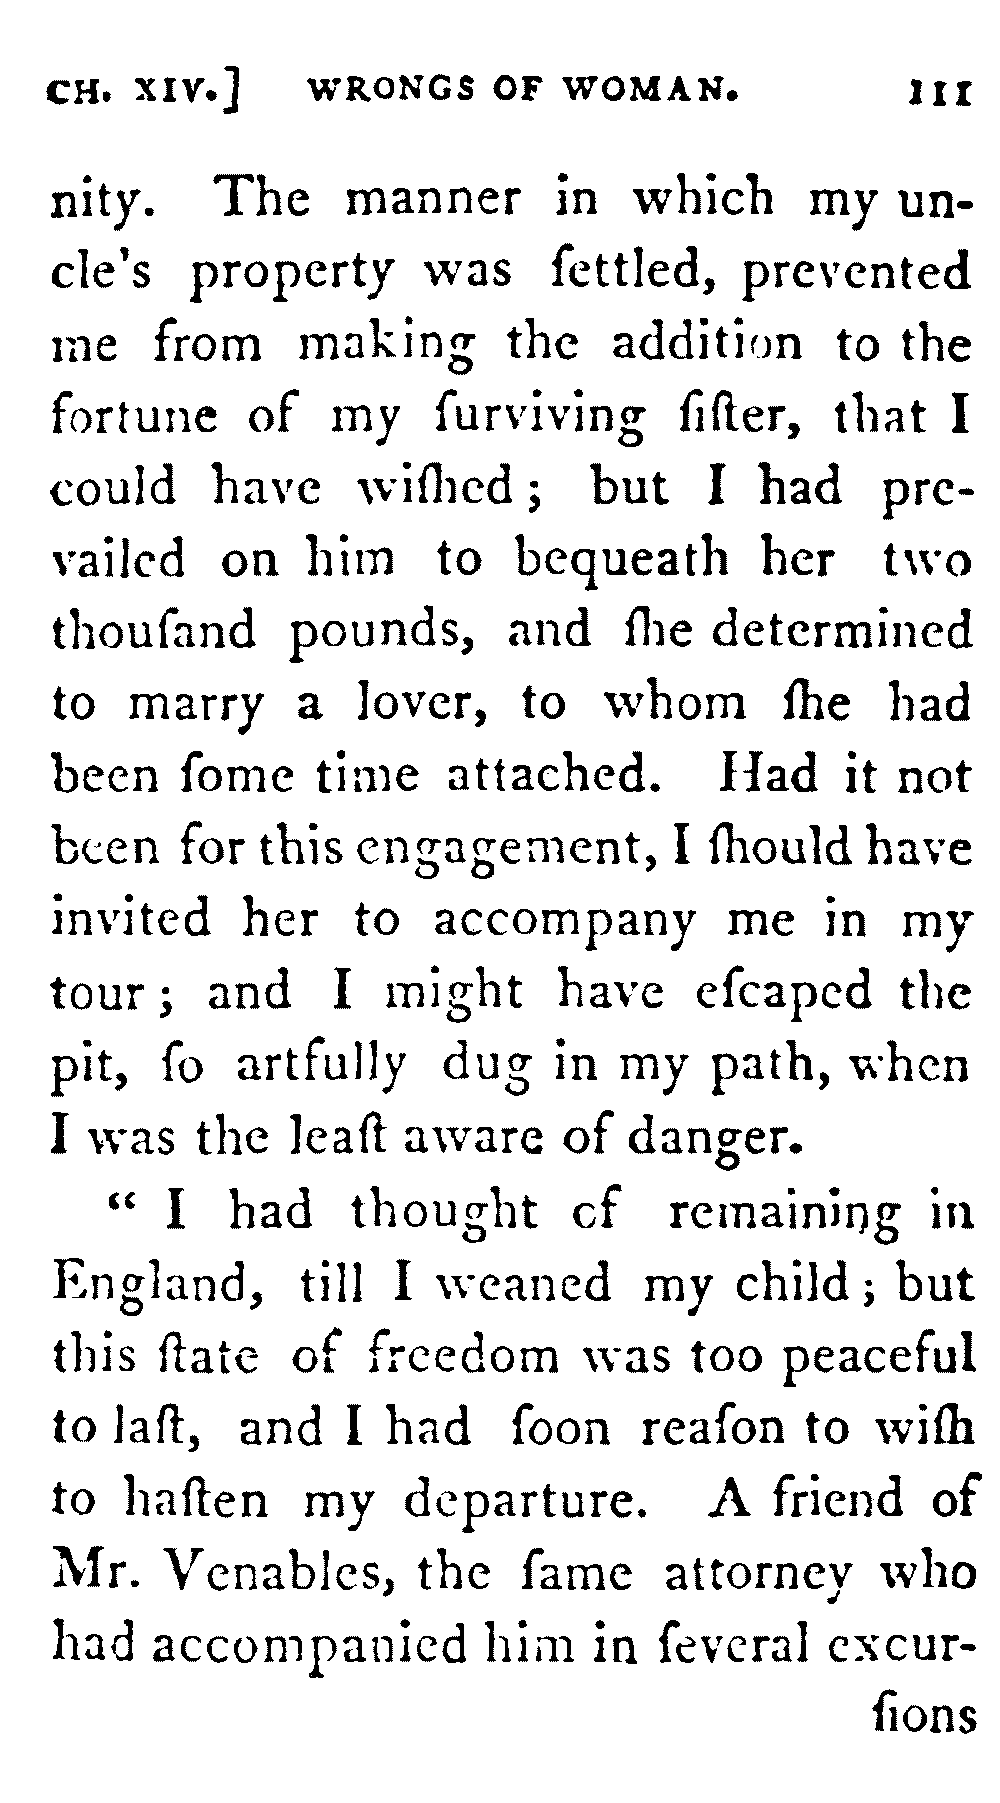 CH. XIV.] WRONGS OF WOMAN. 111
nity. The manner in which my un-
cle's property was ſettled, prevented
me from making the addition to the
fortune of my ſurviving ſiſter, that I
could have wiſhed; but I had pre-
vailed on him to bequeath her two
thouſand pounds, and ſhe determined
to marry a lover, to whom ſhe had
been ſome time attached. Had it not
been for this engagement, I ſhould have
invited her to accompany me in my
tour; and I might have eſcaped the
pit, ſo artfully dug in my path, when
I was the leaſt aware of danger.
“ I had thought of remaining in
England, till I weaned my child; but
this ſtate of freedom was too peaceful
to laſt, and I had ſoon reaſon to wiſh
to haſten my departure. A friend of
Mr. Venables, the ſame attorney who
had accompanied him in ſeveral excur-
ſions